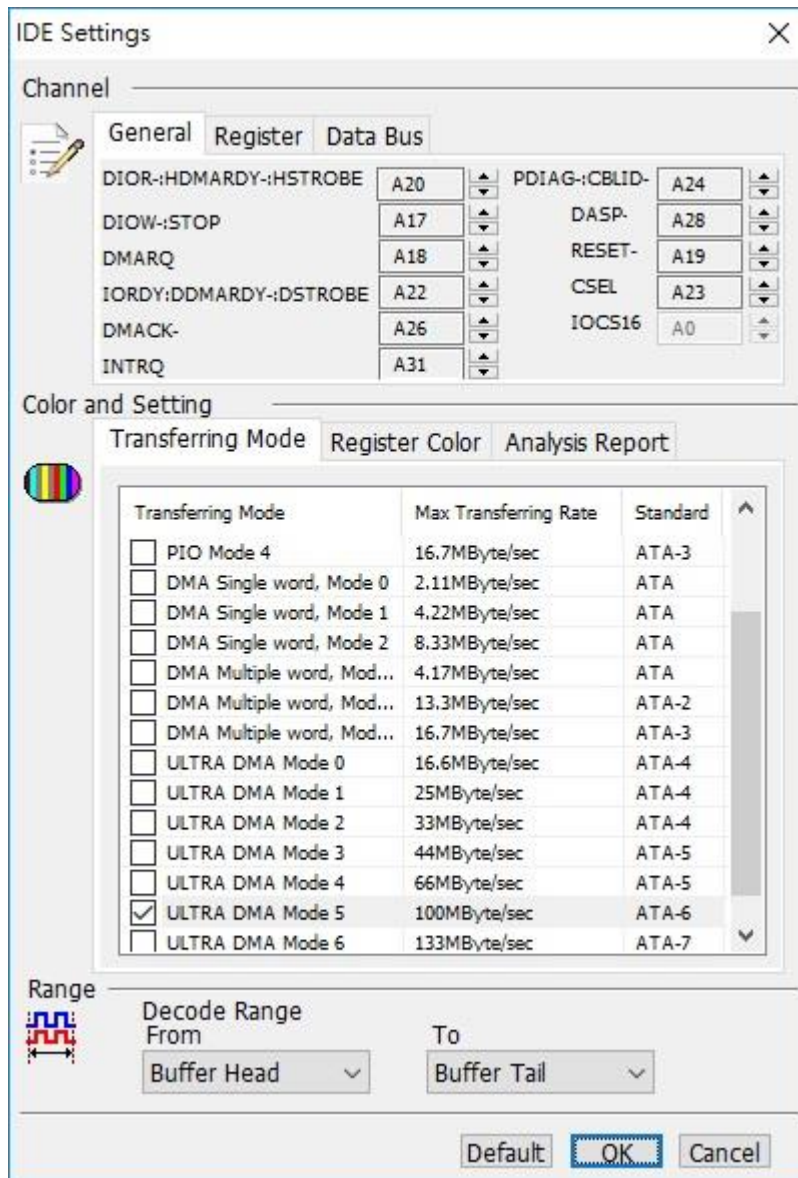 IDE Settings
Channel
General Register Data Bus
DIOR-:HDMARDY-:HSTROBE A20 PDIAG-:CBLID- A24
DIOW-:STOP A17 DASP- A28
DMARQ A18 RESET- A19
IORDY:DDMARDY-:DSTROBE A22 CSEL A23
DMACK- A26 IOCS16 A0
INTRQ A31
Color and Setting
Transferring Mode Register Color Analysis Report
Transferring Mode Max Transferring Rate Standard
PIO Mode 4 16.7MByte/sec ATA-3
DMA Single word, Mode 0 2.11MByte/sec ATA
DMA Single word, Mode 1 4.22MByte/sec ATA
DMA Single word, Mode 2 8.33MByte/sec ATA
DMA Multiple word, Mod... 4.17MByte/sec ATA
DMA Multiple word, Mod... 13.3MByte/sec ATA-2
DMA Multiple word, Mod... 16.7MByte/sec ATA-3
ULTRA DMA Mode 0 16.6MByte/sec ATA-4
ULTRA DMA Mode 1 25MByte/sec ATA-4
ULTRA DMA Mode 2 33MByte/sec ATA-4
ULTRA DMA Mode 3 44MByte/sec ATA-5
ULTRA DMA Mode 4 66MByte/sec ATA-5
ULTRA DMA Mode 5 100MByte/sec ATA-6
ULTRA DMA Mode 6 133MByte/sec ATA-7
Range
Decode Range
From To
Buffer Head Buffer Tail
Default OK Cancel